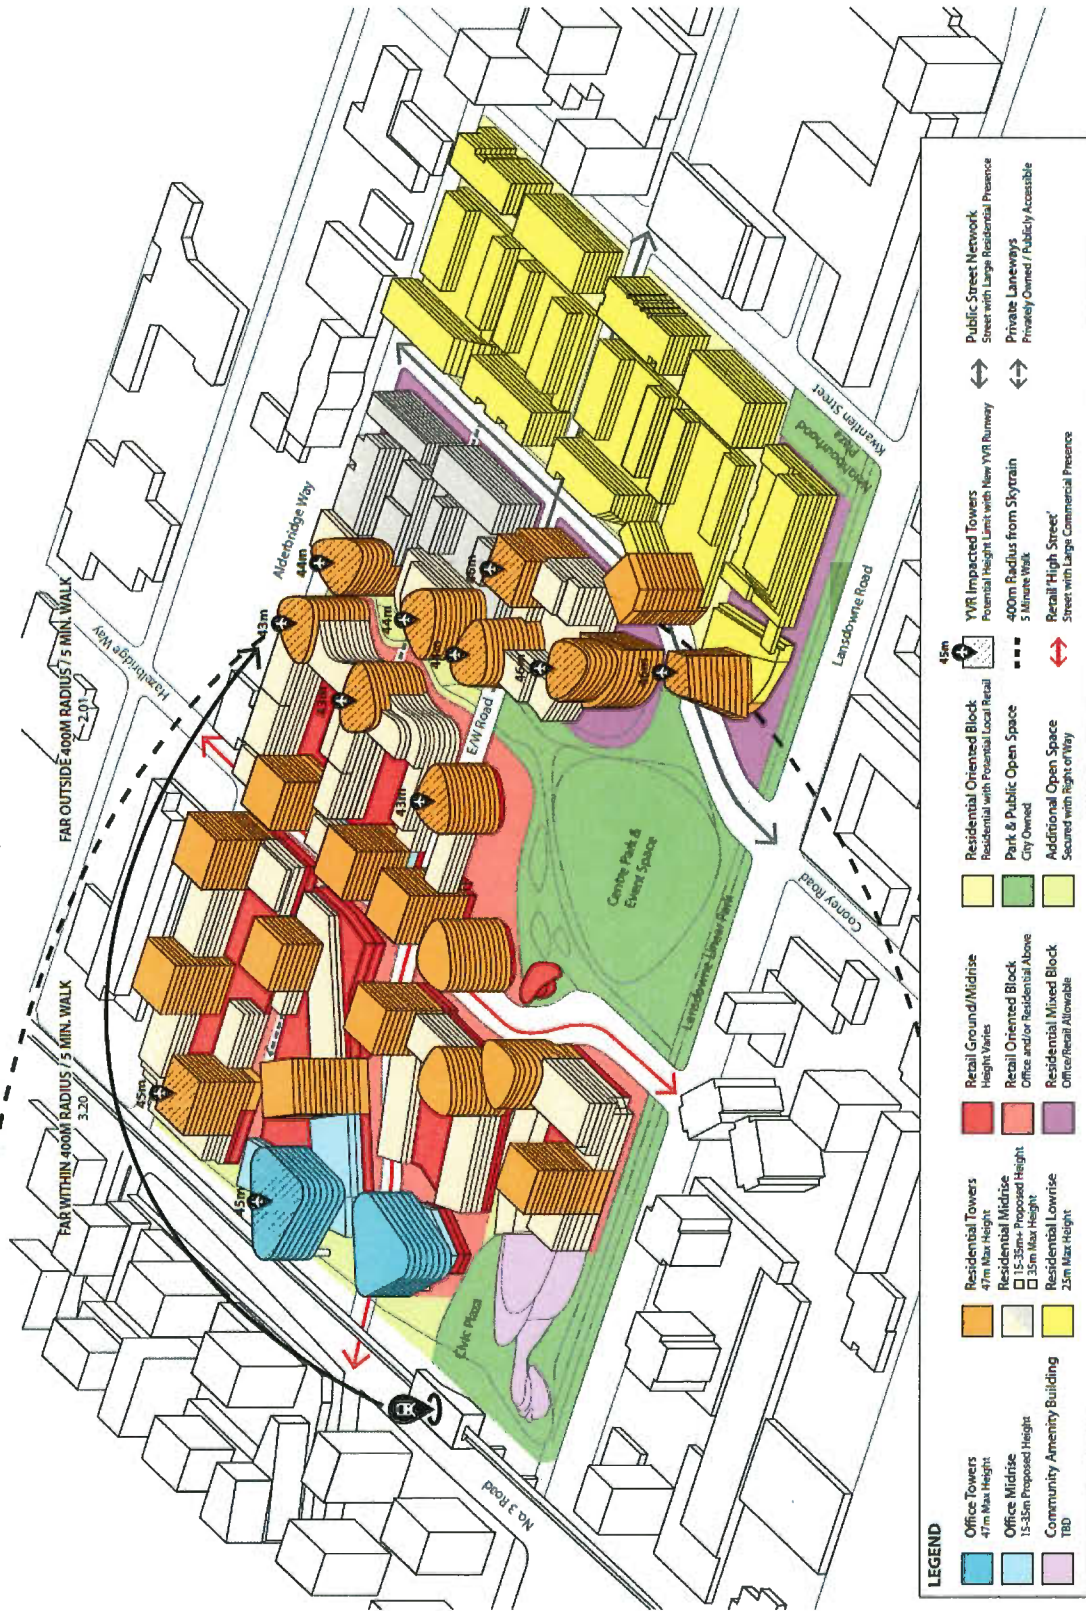 FAR WITHIN 400M RADIUS / 5 MIN. WALK
3.20
FAR OUTSIDE 400M RADIUS / 5 MIN. WALK
2.01
Hazelbridge Way
Alderbridge Way
No. 3 Road
E/W Road
Civic Plaza
Centre Park &
Event Space
Lansdowne Linear Park
Lansdowne Road
Cooney Road
Kwantlen Street
Neighbourhood
Plaza
45m
45m
43m
44m
43m
44m
43m
LEGEND
Office Towers
47m Max Height
Office Midrise
15-35m Proposed Height
Community Amenity Building
TBD
Residential Towers
47m Max Height
Residential Midrise
15-35m+ Proposed Height
35m Max Height
Residential Lowrise
25m Max Height
Retail Ground/Midrise
Height Varies
Retail Oriented Block
Office and/or Residential Above
Residential Mixed Block
Office/Retail Allowable
Residential Oriented Block
Residential with Potential Local Retail
Park & Public Open Space
City Owned
Additional Open Space
Secured with Right of Way
45m
YVR Impacted Towers
Potential Height Limit with New YVR Runway
400m Radius from Skytrain
5 Minute Walk
Retail 'High Street'
Street with Large Commercial Presence
Public Street Network
Street with Large Residential Presence
Private Laneways
Privately Owned / Publicly Accessible